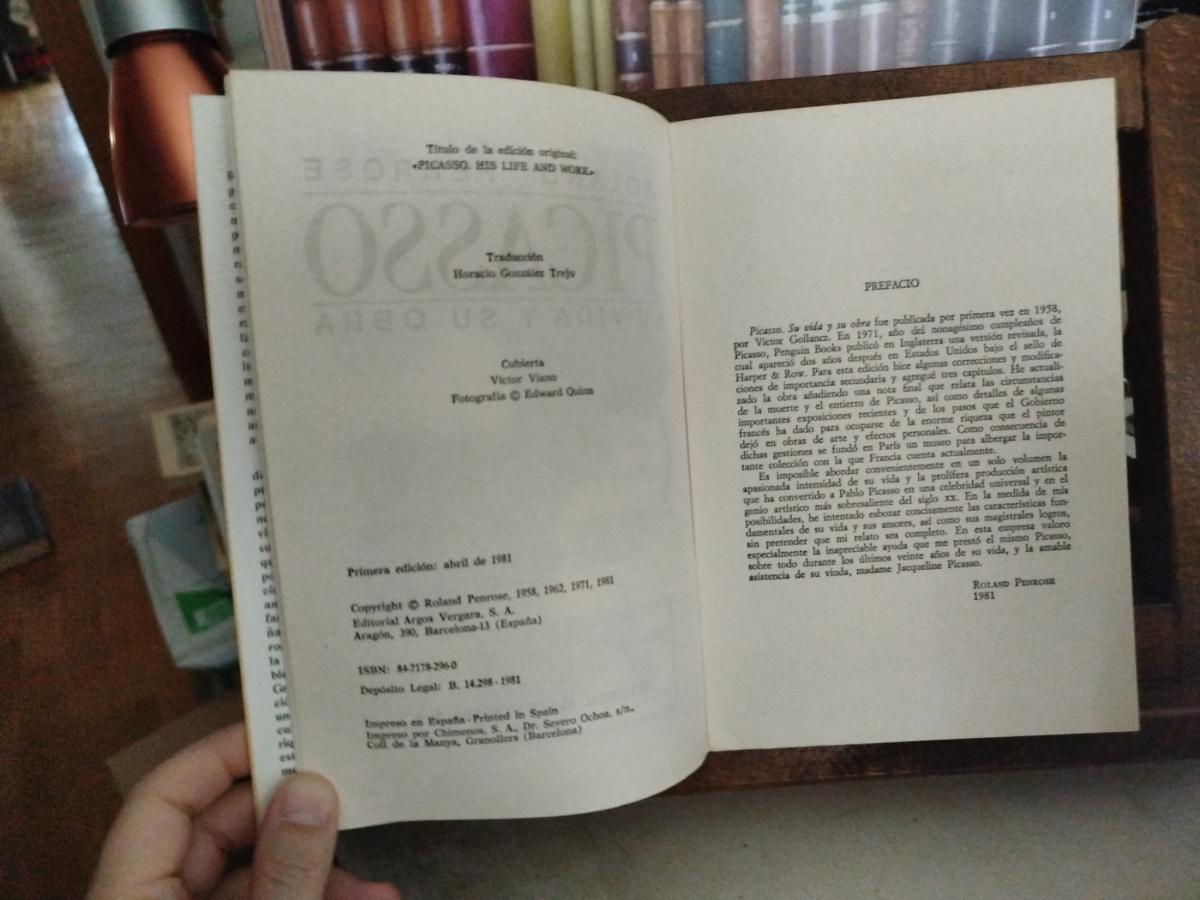 Título de la edición original:
«PICASSO. HIS LIFE AND WORK»
Traducción
Horacio González Trejo
Cubierta
Víctor Viano
Fotografía © Edward Quinn
Primera edición: abril de 1981
Copyright © Roland Penrose, 1958, 1962, 1971, 1981
Editorial Argos Vergara, S. A.
Aragón, 390, Barcelona-13 (España)
ISBN: 84-7178-296-0
Depósito Legal: B. 14.298 - 1981
Impreso en España - Printed in Spain
Impreso por Chimenos, S. A., Dr. Severo Ochoa, s/n.
Coll de la Manya, Granollers (Barcelona)
PREFACIO
Picasso. Su vida y su obra fue publicada por primera vez en 1958,
por Victor Gollancz. En 1971, año del nonagésimo cumpleaños de
Picasso, Penguin Books publicó en Inglaterra una versión revisada, la
cual apareció dos años después en Estados Unidos bajo el sello de
Harper & Row. Para esta edición hice algunas correcciones y modifica-
ciones de importancia secundaria y agregué tres capítulos. He actuali-
zado la obra añadiendo una nota final que relata las circunstancias
de la muerte y el entierro de Picasso, así como detalles de algunas
importantes exposiciones recientes y de los pasos que el Gobierno
francés ha dado para ocuparse de la enorme riqueza que el pintor
dejó en obras de arte y efectos personales. Como consecuencia de
dichas gestiones se fundó en París un museo para albergar la impor-
tante colección con la que Francia cuenta actualmente.
Es imposible abordar convenientemente en un solo volumen la
apasionada intensidad de su vida y la prolífera producción artística
que ha convertido a Pablo Picasso en una celebridad universal y en el
genio artístico más sobresaliente del siglo XX. En la medida de mis
posibilidades, he intentado esbozar concisamente las características fun-
damentales de su vida y sus amores, así como sus magistrales logros,
sin pretender que mi relato sea completo. En esta empresa valoro
especialmente la inapreciable ayuda que me prestó el mismo Picasso,
sobre todo durante los últimos veinte años de su vida, y la amable
asistencia de su viuda, madame Jacqueline Picasso.
ROLAND PENROSE
1981